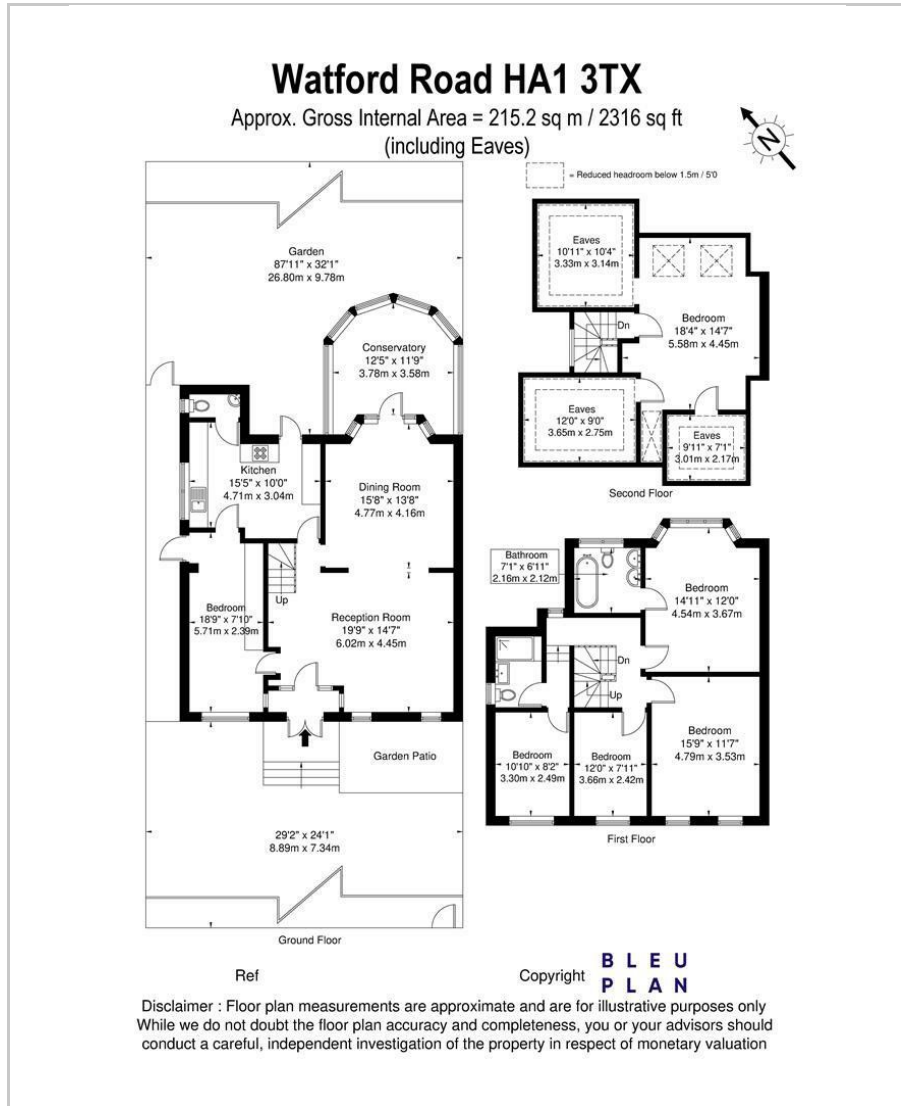 Watford Road HA1 3TX
Approx. Gross Internal Area = 215.2 sq m / 2316 sq ft
(including Eaves)
N
= Reduced headroom below 1.5m / 5'0
Garden
87'11" x 32'1"
26.80m x 9.78m
Conservatory
12'5" x 11'9"
3.78m x 3.58m
Kitchen
15'5" x 10'0"
4.71m x 3.04m
Dining Room
15'8" x 13'8"
4.77m x 4.16m
Up
Bedroom
18'9" x 7'10"
5.71m x 2.39m
Reception Room
19'9" x 14'7"
6.02m x 4.45m
Garden Patio
29'2" x 24'1"
8.89m x 7.34m
Ground Floor
Eaves
10'11" x 10'4"
3.33m x 3.14m
Dn
Bedroom
18'4" x 14'7"
5.58m x 4.45m
Eaves
12'0" x 9'0"
3.65m x 2.75m
Eaves
9'11" x 7'1"
3.01m x 2.17m
Second Floor
Bathroom
7'1" x 6'11"
2.16m x 2.12m
Bedroom
14'11" x 12'0"
4.54m x 3.67m
Dn
Up
Bedroom
10'10" x 8'2"
3.30m x 2.49m
Bedroom
12'0" x 7'11"
3.66m x 2.42m
Bedroom
15'9" x 11'7"
4.79m x 3.53m
First Floor
Ref
Copyright
BLEU
PLAN
Disclaimer : Floor plan measurements are approximate and are for illustrative purposes only
While we do not doubt the floor plan accuracy and completeness, you or your advisors should
conduct a careful, independent investigation of the property in respect of monetary valuation